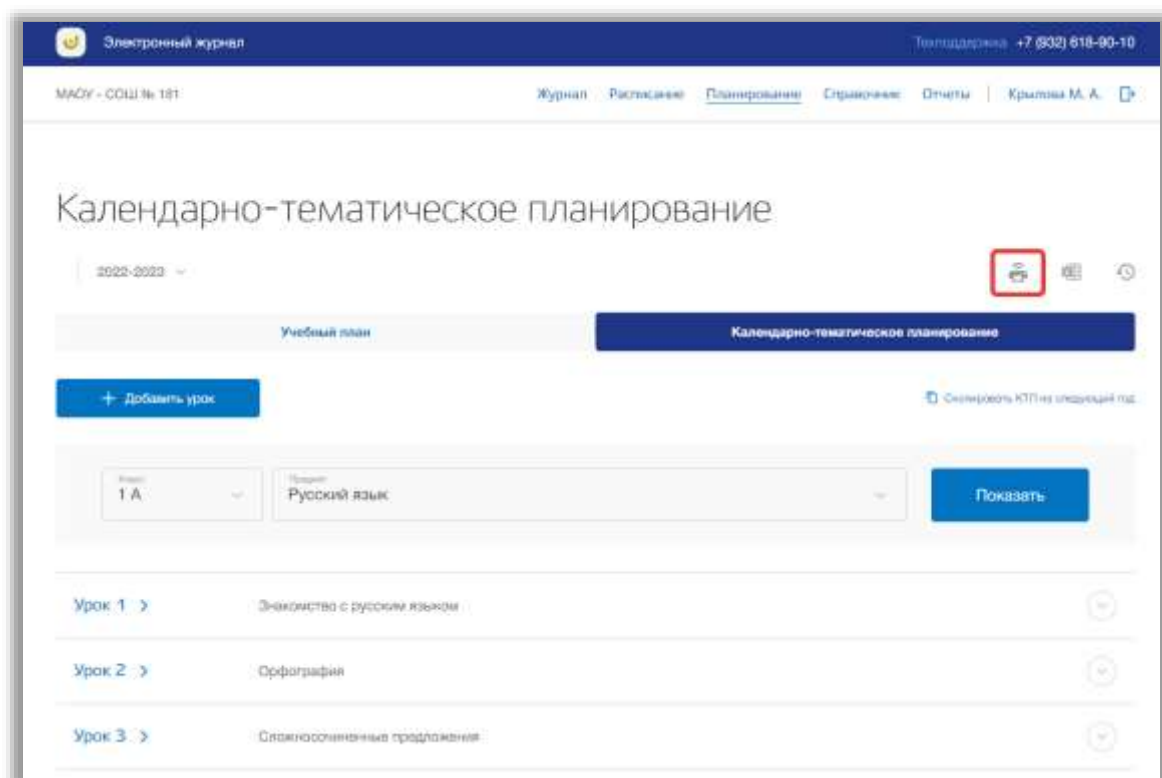 Электронный журнал
Техподдержка +7 (932) 618-90-10
МАОУ - СОШ № 181
Журнал Расписание Планирование Справочник Отчеты Крылова М. А.
Календарно-тематическое планирование
2022-2023
Учебный план Календарно-тематическое планирование
+ Добавить урок Скопировать КТП на следующий год
Класс Предмет
1 А Русский язык Показать
Урок 1 Знакомство с русским языком
Урок 2 Орфография
Урок 3 Сложносочиненные предложения